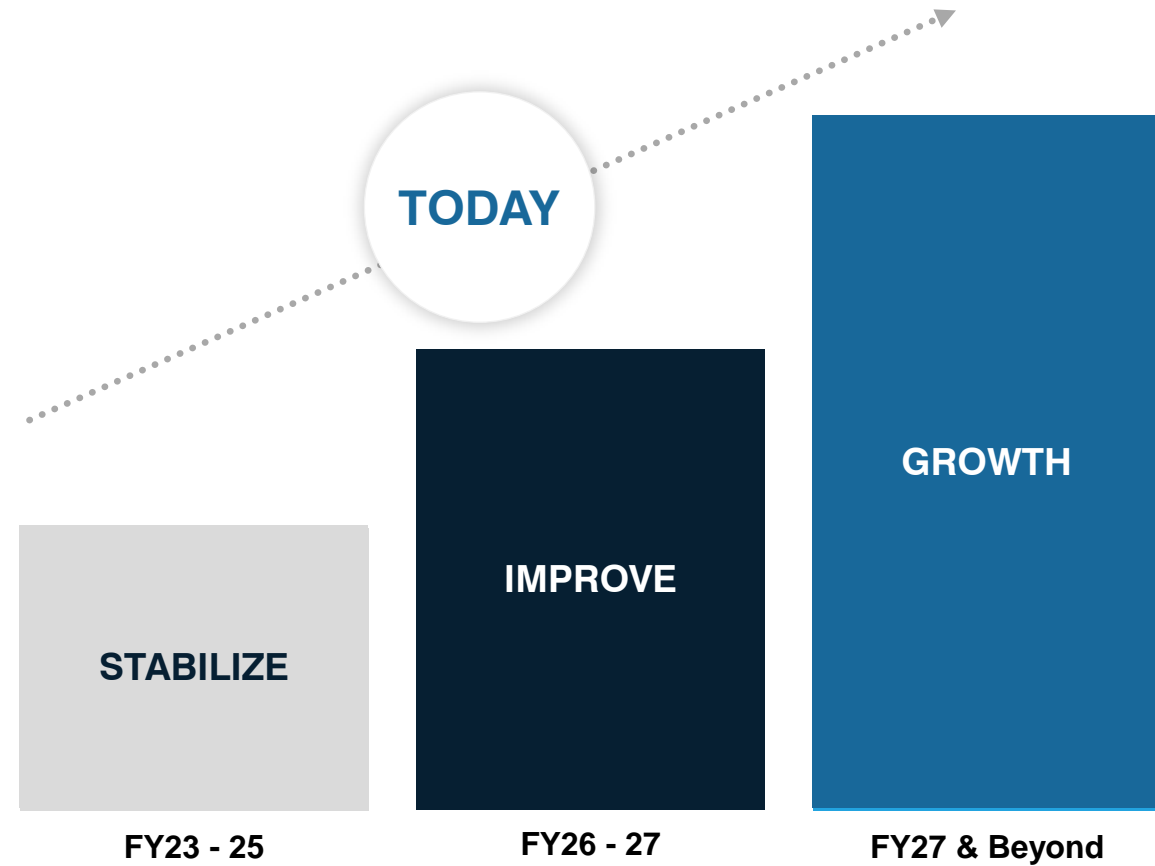 TODAY
GROWTH
IMPROVE
STABILIZE
FY23 - 25
FY26 - 27
FY27 & Beyond